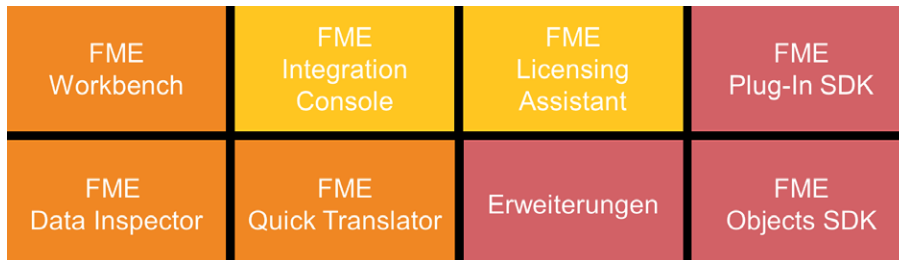 FME
Workbench
FME
Integration
Console
FME
Licensing
Assistant
FME
Plug-In SDK
FME
Data Inspector
FME
Quick Translator
Erweiterungen
FME
Objects SDK